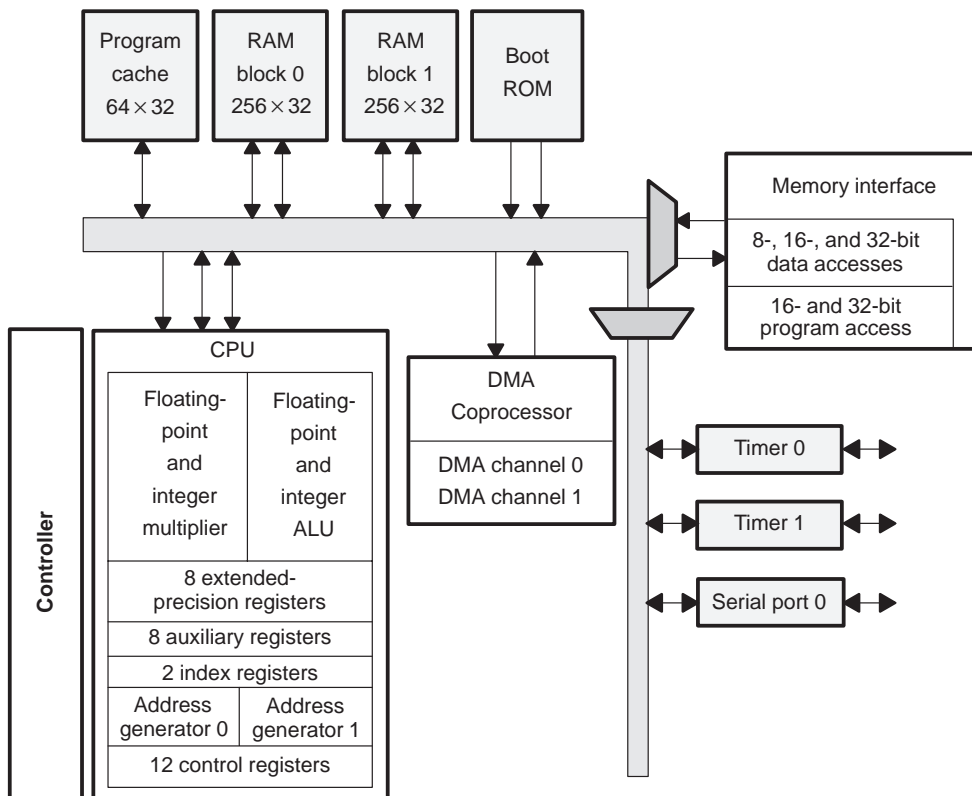 Program
cache
64 × 32
RAM
block 0
256 × 32
RAM
block 1
256 × 32
Boot
ROM
Memory interface
8-, 16-, and 32-bit
data accesses
16- and 32-bit
program access
Controller
CPU
Floating-
point
and
integer
multiplier
Floating-
point
and
integer
ALU
8 extended-
precision registers
8 auxiliary registers
2 index registers
Address
generator 0
Address
generator 1
12 control registers
DMA
Coprocessor
DMA channel 0
DMA channel 1
Timer 0
Timer 1
Serial port 0